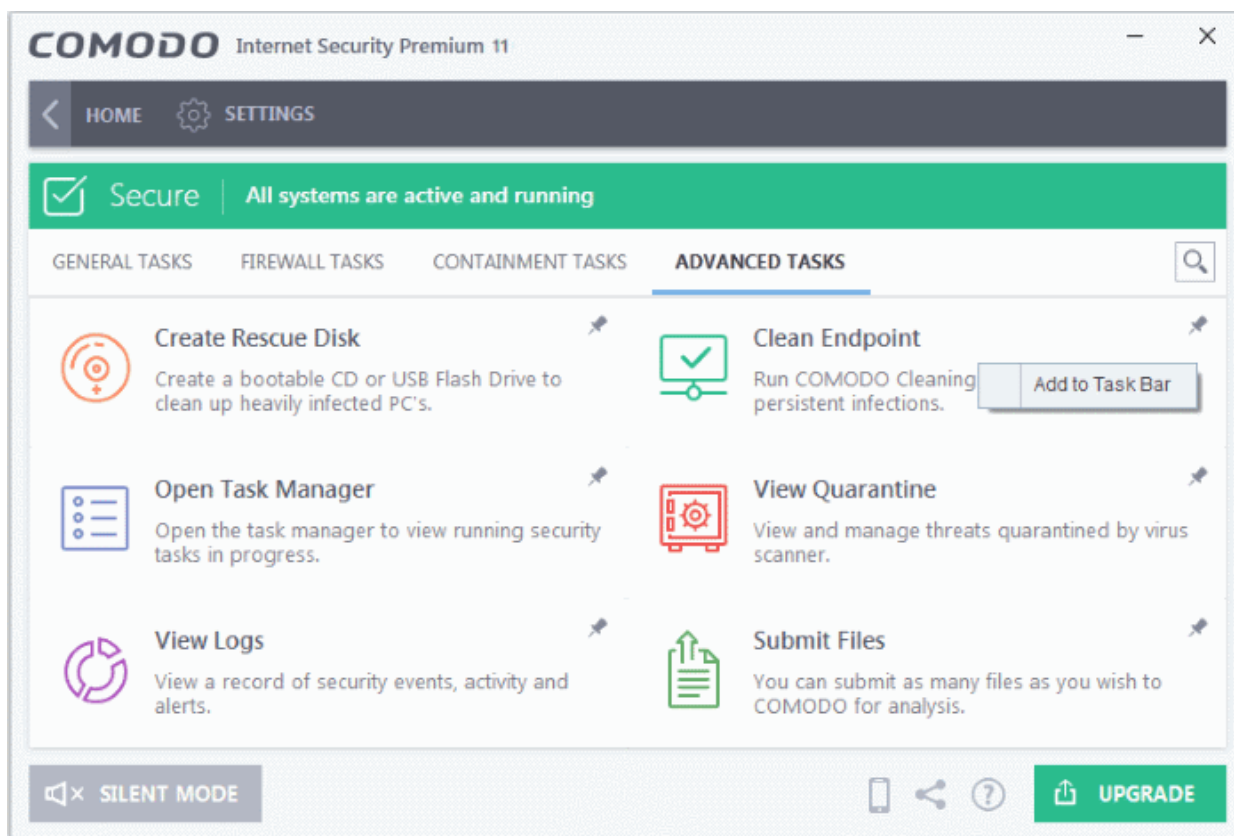 COMODO Internet Security Premium 11
HOME SETTINGS
Secure All systems are active and running
GENERAL TASKS FIREWALL TASKS CONTAINMENT TASKS ADVANCED TASKS
Create Rescue Disk
Create a bootable CD or USB Flash Drive to
clean up heavily infected PC's.
Clean Endpoint
Run COMODO Cleaning
persistent infections.
Add to Task Bar
Open Task Manager
Open the task manager to view running security
tasks in progress.
View Quarantine
View and manage threats quarantined by virus
scanner.
View Logs
View a record of security events, activity and
alerts.
Submit Files
You can submit as many files as you wish to
COMODO for analysis.
SILENT MODE
UPGRADE